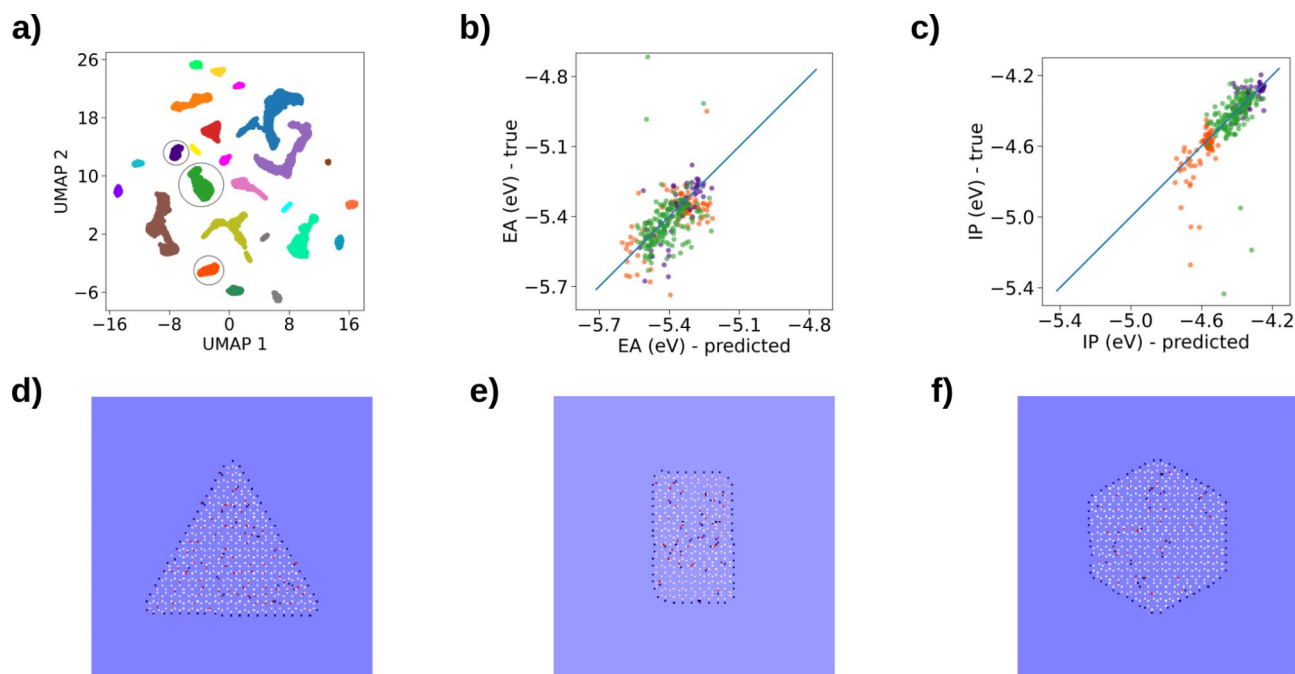 a)
26
18
10
2
−6
UMAP 2
−16 −8 0 8 16
UMAP 1
b)
−4.8
−5.1
−5.4
−5.7
EA (eV) - true
−5.7 −5.4 −5.1 −4.8
EA (eV) - predicted
c)
−4.2
−4.6
−5.0
−5.4
IP (eV) - true
−5.4 −5.0 −4.6 −4.2
IP (eV) - predicted
d)
e)
f)